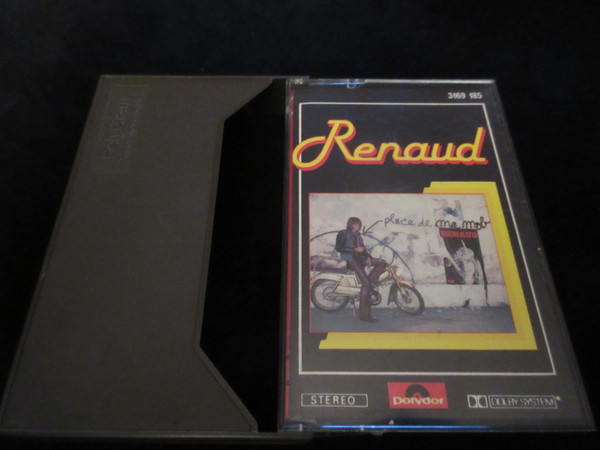 3169 185
Renaud
place de ma mob
RENAUD
STEREO
polydor
DOLBY SYSTEM